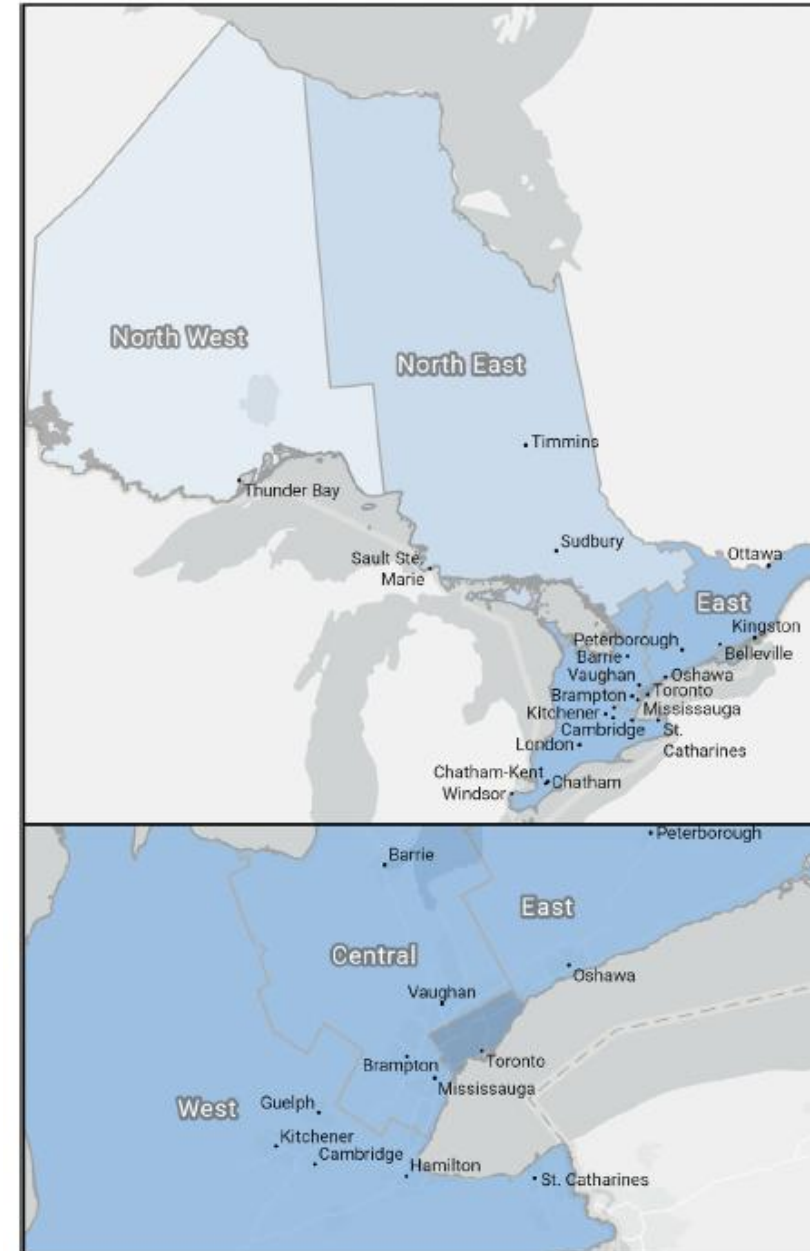 North West
North East
Timmins
Thunder Bay
Sudbury
Sault Ste.
Marie
Ottawa
East
Kingston
Peterborough
Belleville
Barrie
Vaughan
Oshawa
Brampton
Toronto
Kitchener
Mississauga
Cambridge
St.
Catharines
London
Chatham-Kent
Chatham
Windsor
Peterborough
Barrie
East
Central
Oshawa
Vaughan
Toronto
Brampton
Mississauga
West
Guelph
Kitchener
Cambridge
Hamilton
St. Catharines